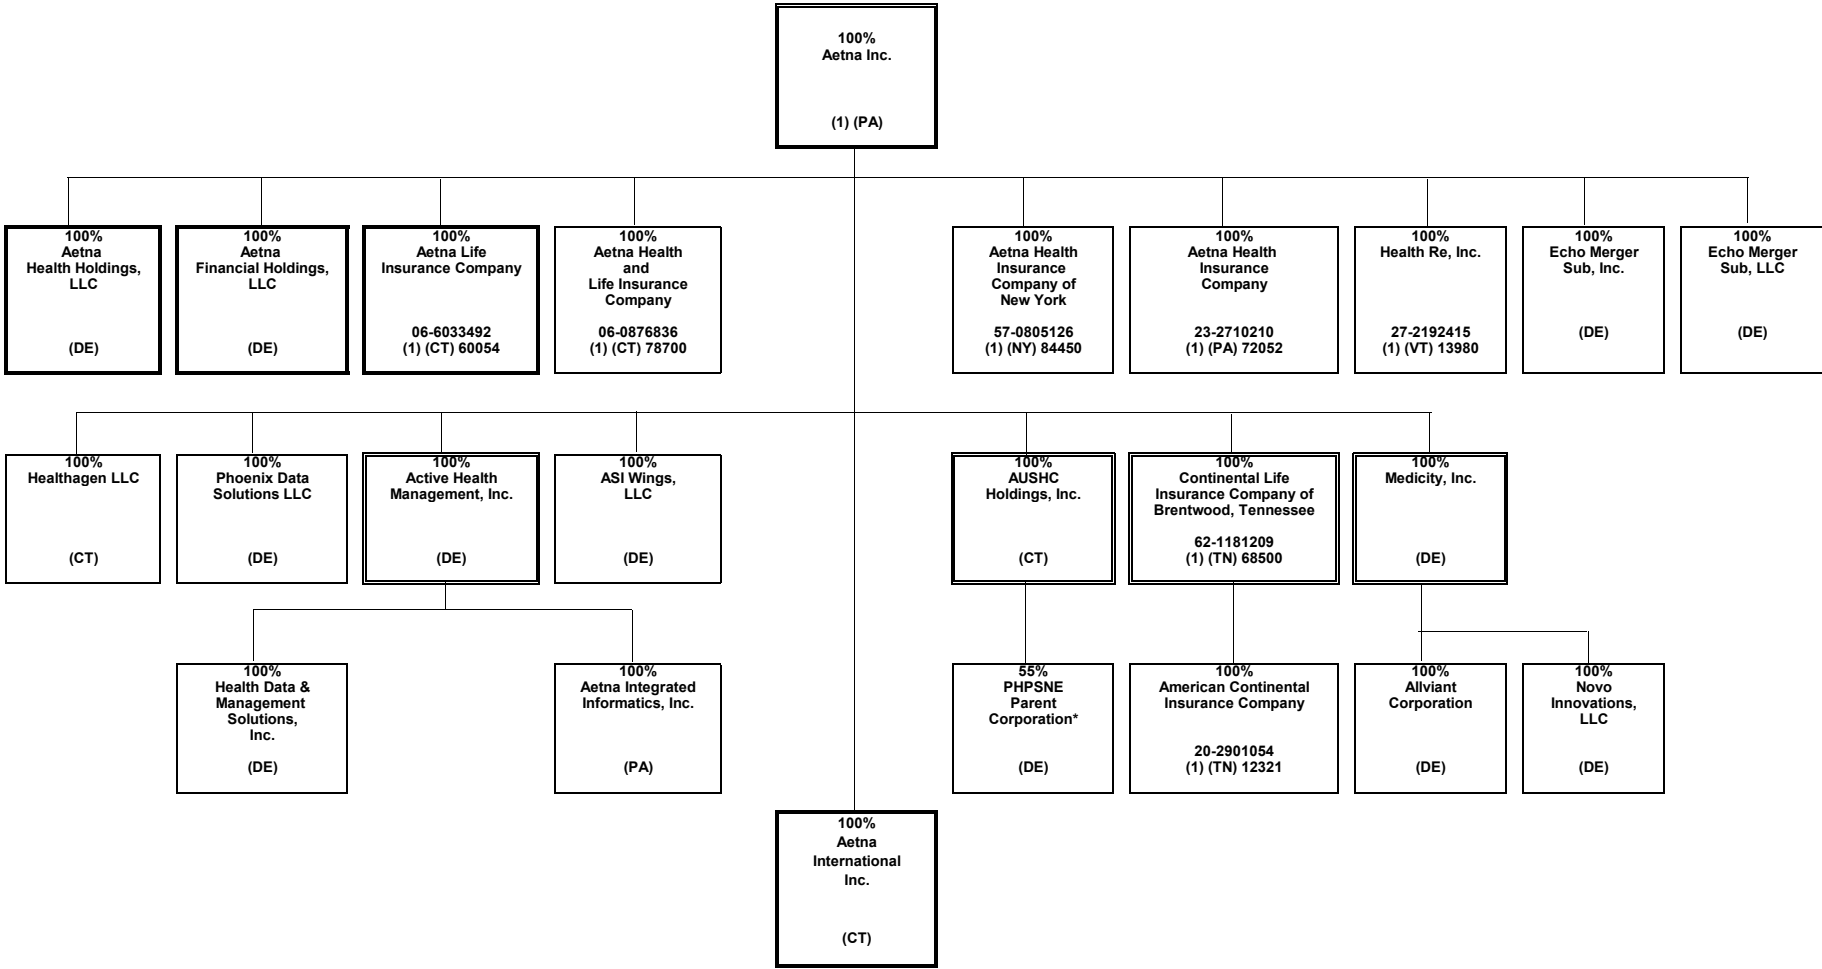 100%
Aetna Inc.
(1) (PA)
100%
Aetna
Health Holdings,
LLC
(DE)
100%
Aetna
Financial Holdings,
LLC
(DE)
100%
Aetna Life
Insurance Company
06-6033492
(1) (CT) 60054
100%
Aetna Health
and
Life Insurance
Company
06-0876836
(1) (CT) 78700
100%
Aetna Health
Insurance
Company of
New York
57-0805126
(1) (NY) 84450
100%
Aetna Health
Insurance
Company
23-2710210
(1) (PA) 72052
100%
Health Re, Inc.
27-2192415
(1) (VT) 13980
100%
Echo Merger
Sub, Inc.
(DE)
100%
Echo Merger
Sub, LLC
(DE)
100%
Healthagen LLC
(CT)
100%
Phoenix Data
Solutions LLC
(DE)
100%
Active Health
Management, Inc.
(DE)
100%
ASI Wings,
LLC
(DE)
100%
AUSHC
Holdings, Inc.
(CT)
100%
Continental Life
Insurance Company of
Brentwood, Tennessee
62-1181209
(1) (TN) 68500
100%
Medicity, Inc.
(DE)
100%
Health Data &
Management
Solutions,
Inc.
(DE)
100%
Aetna Integrated
Informatics, Inc.
(PA)
55%
PHPSNE
Parent
Corporation*
(DE)
100%
American Continental
Insurance Company
20-2901054
(1) (TN) 12321
100%
Allviant
Corporation
(DE)
100%
Novo
Innovations,
LLC
(DE)
100%
Aetna
International
Inc.
(CT)